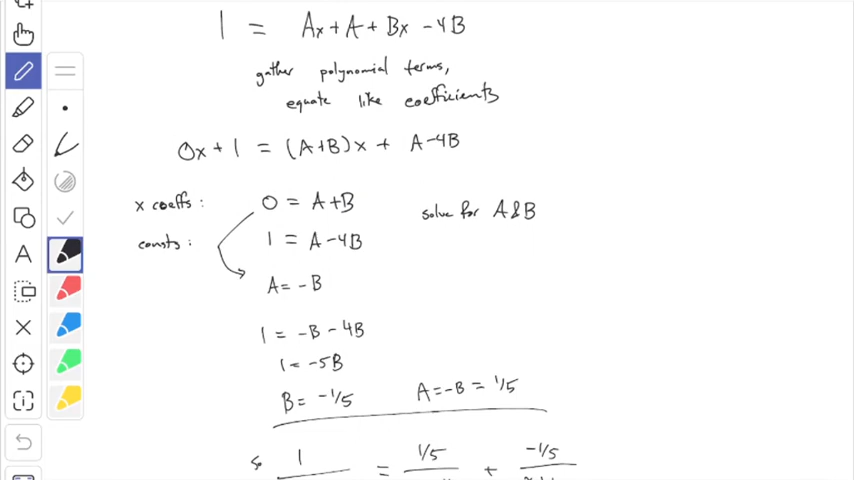 1 = Ax + A + Bx - 4B
gather polynomial terms,
equate like coefficients
0x + 1 = (A+B)x + A-4B
x coeffs: 0 = A+B solve for A&B
consts: 1 = A-4B
A = -B
1 = -B - 4B
1 = -5B
B = -1/5 A = -B = 1/5
so 1 = 1/5 + -1/5